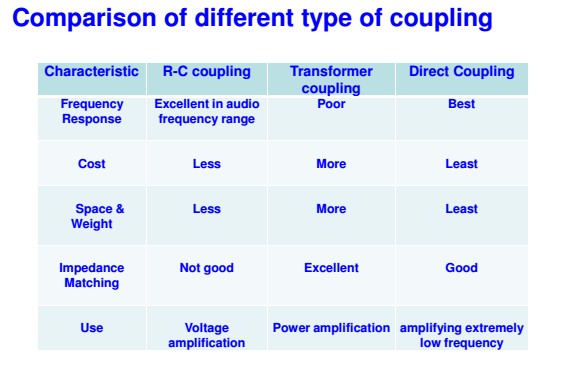 Comparison of different type of coupling
Characteristic R-C coupling Transformer coupling Direct Coupling
Frequency Response Excellent in audio frequency range Poor Best
Cost Less More Least
Space & Weight Less More Least
Impedance Matching Not good Excellent Good
Use Voltage amplification Power amplification amplifying extremely low frequency